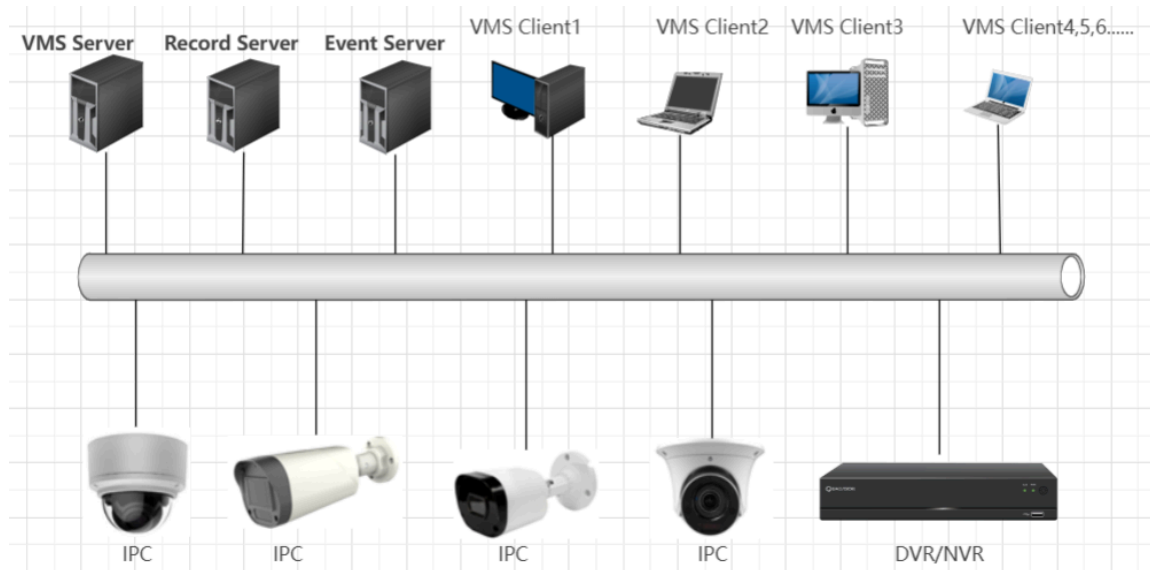 VMS Server
Record Server
Event Server
VMS Client1
VMS Client2
VMS Client3
VMS Client4,5,6......
IPC
IPC
IPC
IPC
DVR/NVR